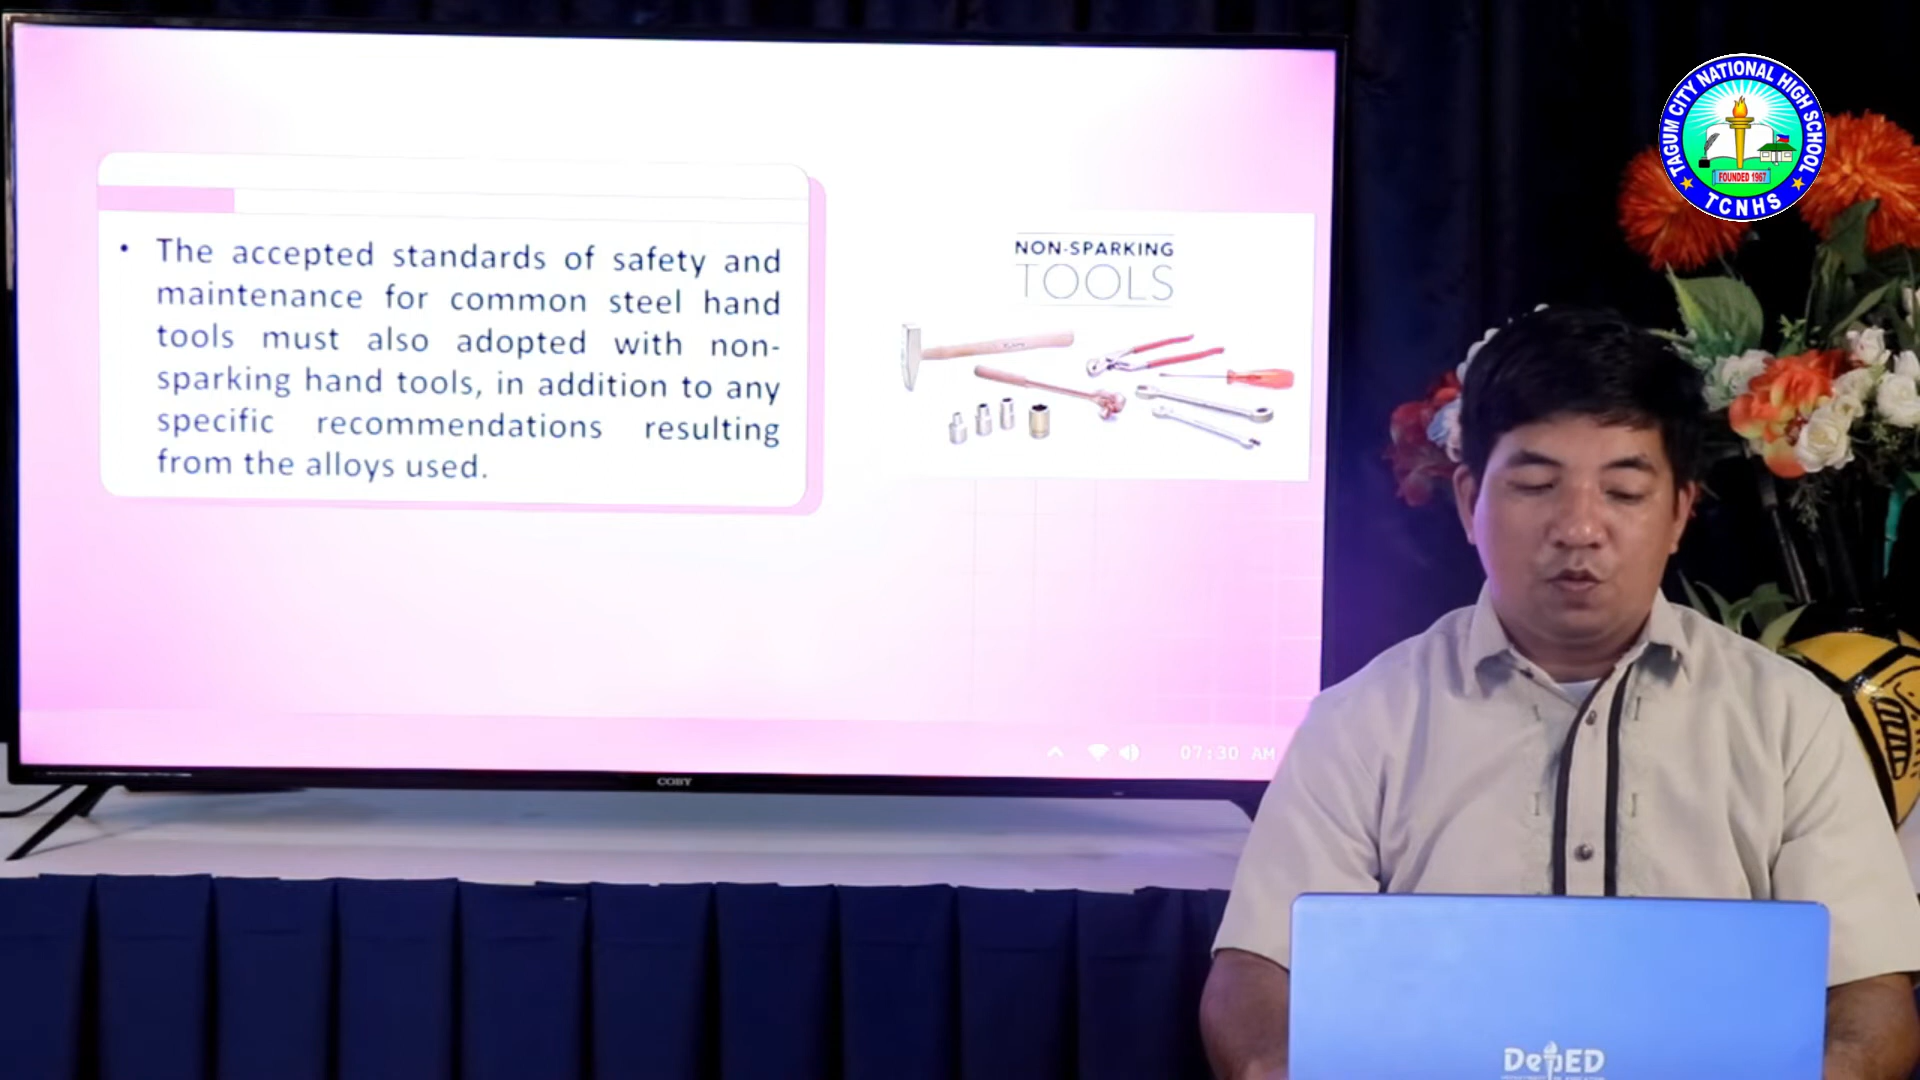 • The accepted standards of safety and
maintenance for common steel hand
tools must also adopted with non-
sparking hand tools, in addition to any
specific recommendations resulting
from the alloys used.
NON-SPARKING
TOOLS
07:30 AM
COBY
TAGUM CITY NATIONAL HIGH SCHOOL
FOUNDED 1967
TCNHS
DepED